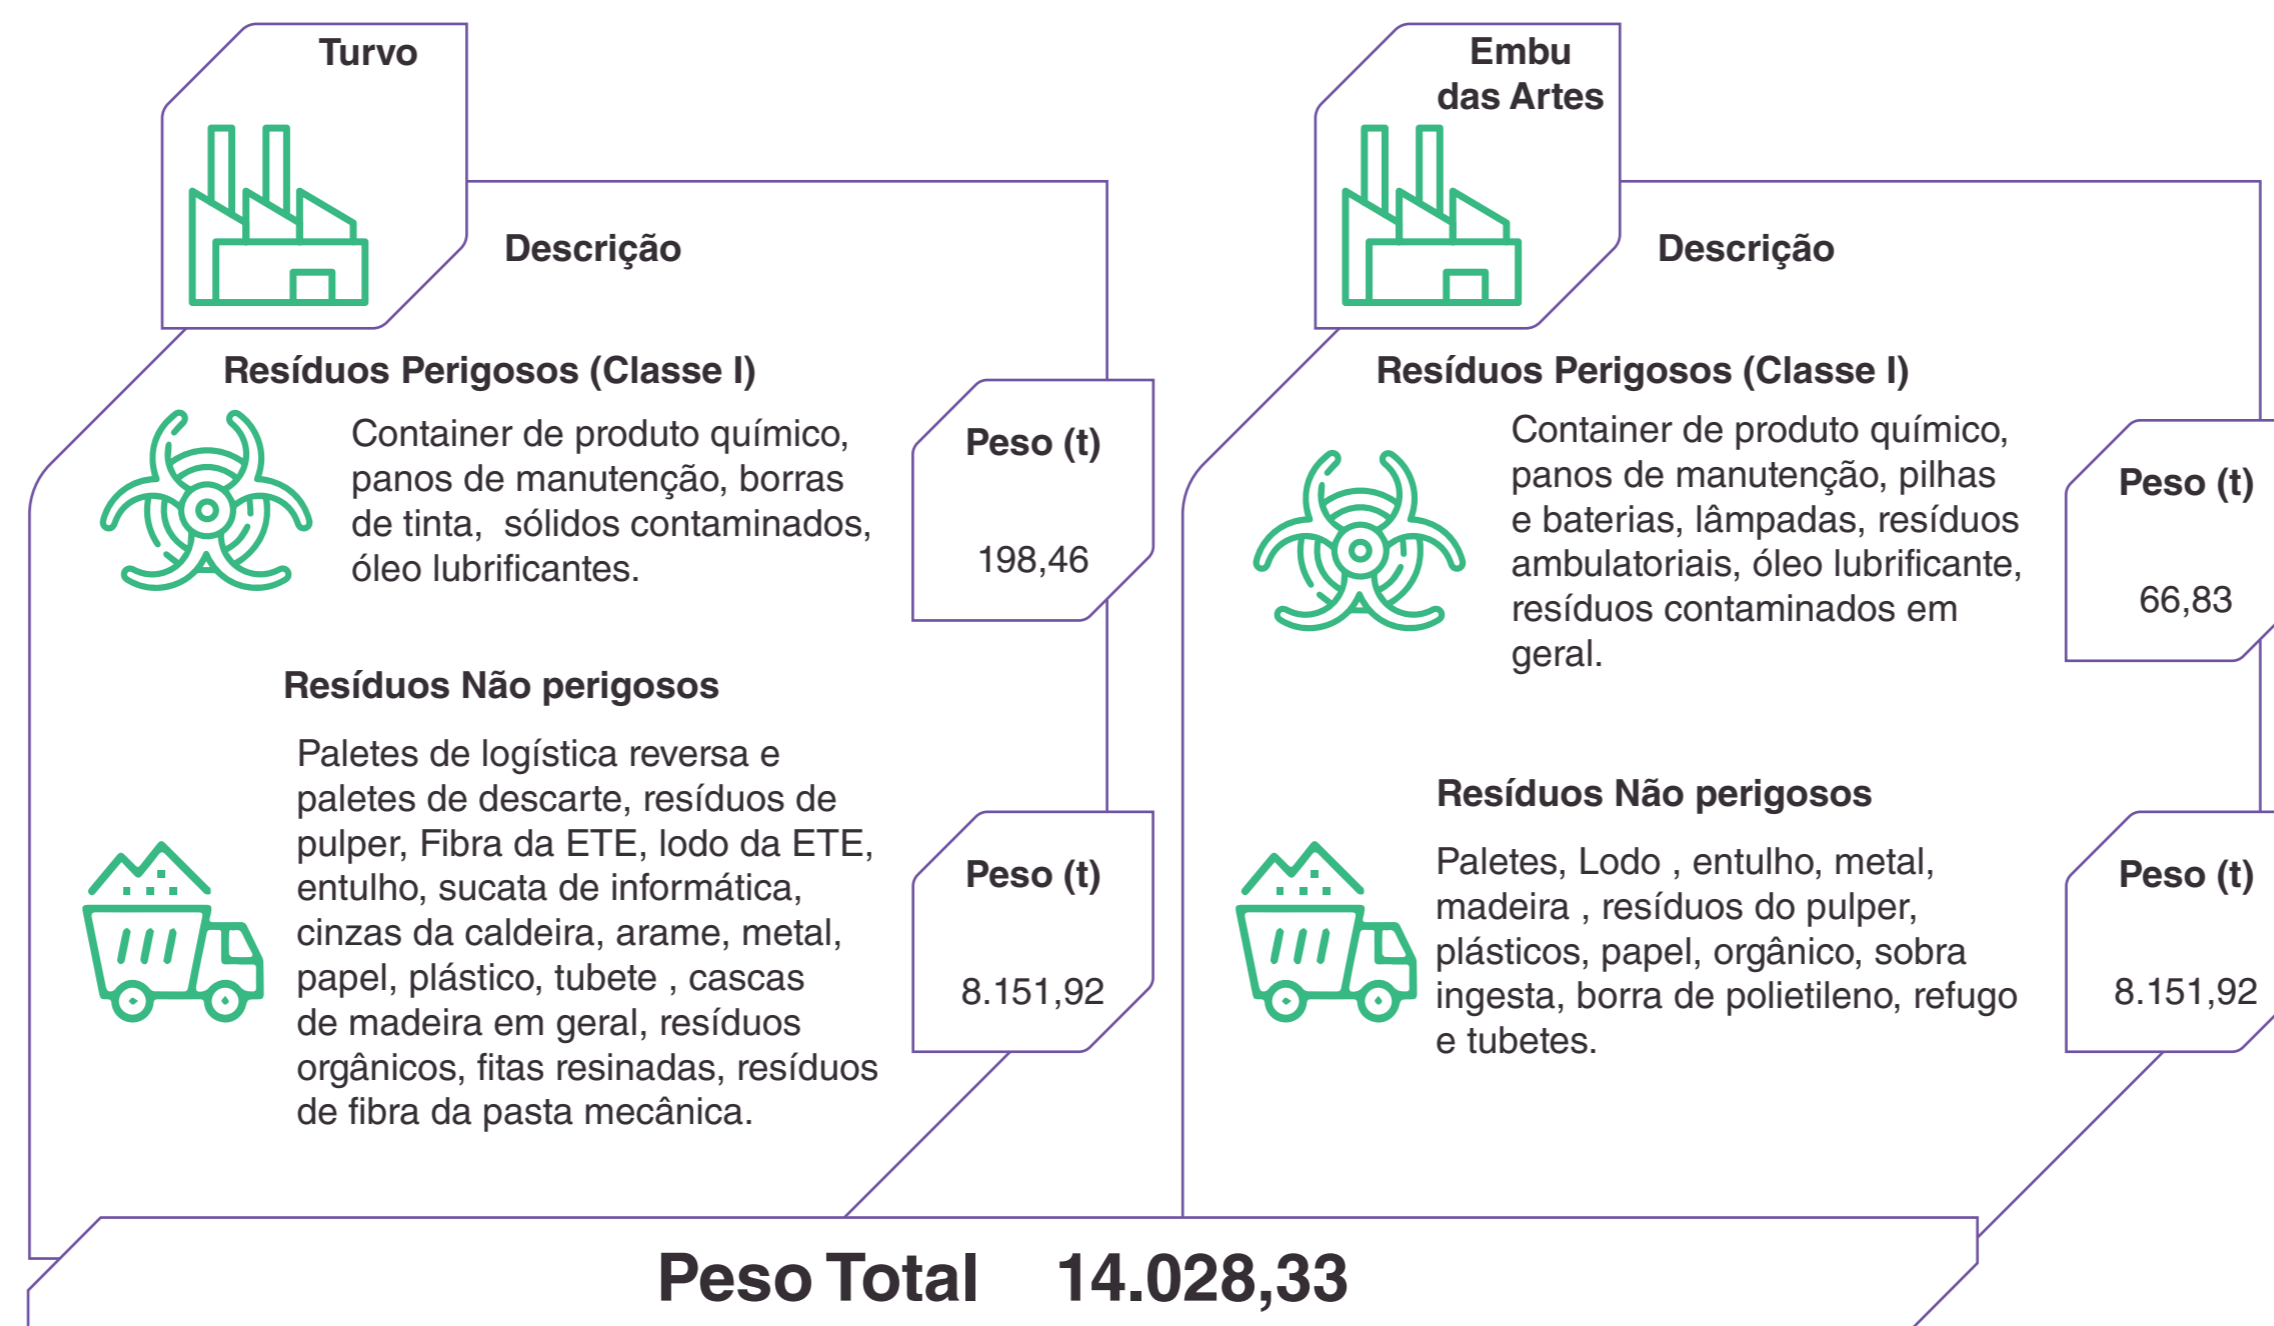 Turvo
Descrição
Resíduos Perigosos (Classe I)
Container de produto químico,
panos de manutenção, borras
de tinta,  sólidos contaminados,
óleo lubrificantes.
Peso (t)
198,46
Resíduos Não perigosos
Paletes de logística reversa e
paletes de descarte, resíduos de
pulper, Fibra da ETE, lodo da ETE,
entulho, sucata de informática,
cinzas da caldeira, arame, metal,
papel, plástico, tubete , cascas
de madeira em geral, resíduos
orgânicos, fitas resinadas, resíduos
de fibra da pasta mecânica.
Peso (t)
8.151,92
Embu
das Artes
Descrição
Resíduos Perigosos (Classe I)
Container de produto químico,
panos de manutenção, pilhas
e baterias, lâmpadas, resíduos
ambulatoriais, óleo lubrificante,
resíduos contaminados em
geral.
Peso (t)
66,83
Resíduos Não perigosos
Paletes, Lodo , entulho, metal,
madeira , resíduos do pulper,
plásticos, papel, orgânico, sobra
ingesta, borra de polietileno, refugo
e tubetes.
Peso (t)
8.151,92
Peso Total 14.028,33